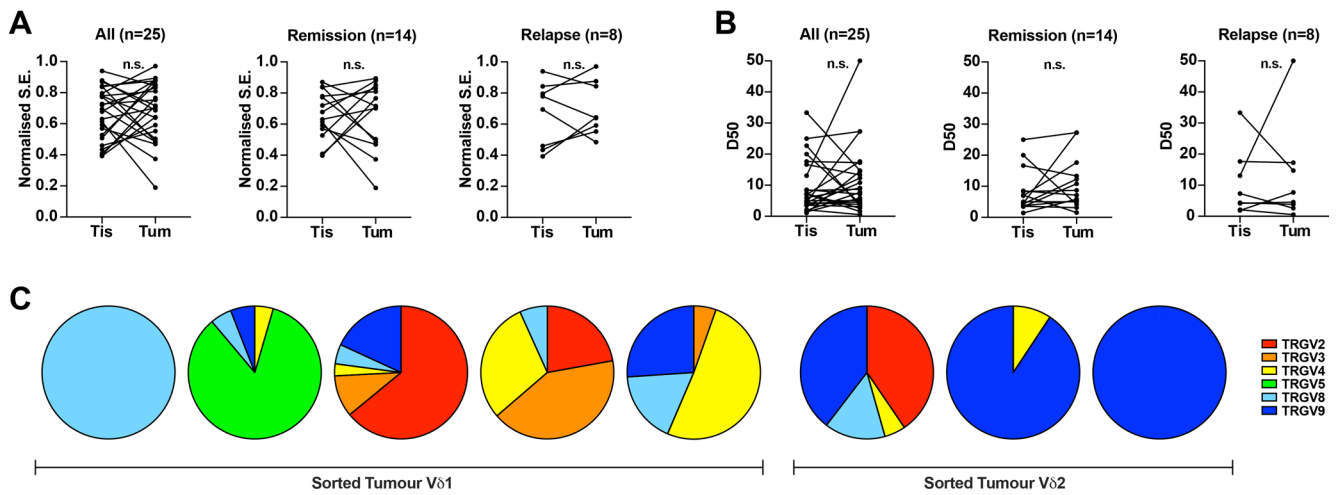 A
All (n=25)
n.s.
Normalised S.E.
1.0
0.8
0.6
0.4
0.2
0.0
Tis Tum
Remission (n=14)
n.s.
Normalised S.E.
1.0
0.8
0.6
0.4
0.2
0.0
Tis Tum
Relapse (n=8)
n.s.
Normalised S.E.
1.0
0.8
0.6
0.4
0.2
0.0
Tis Tum
B
All (n=25)
n.s.
D50
50
40
30
20
10
0
Tis Tum
Remission (n=14)
n.s.
D50
50
40
30
20
10
0
Tis Tum
Relapse (n=8)
n.s.
D50
50
40
30
20
10
0
Tis Tum
C
TRGV2
TRGV3
TRGV4
TRGV5
TRGV8
TRGV9
Sorted Tumour Vδ1
Sorted Tumour Vδ2